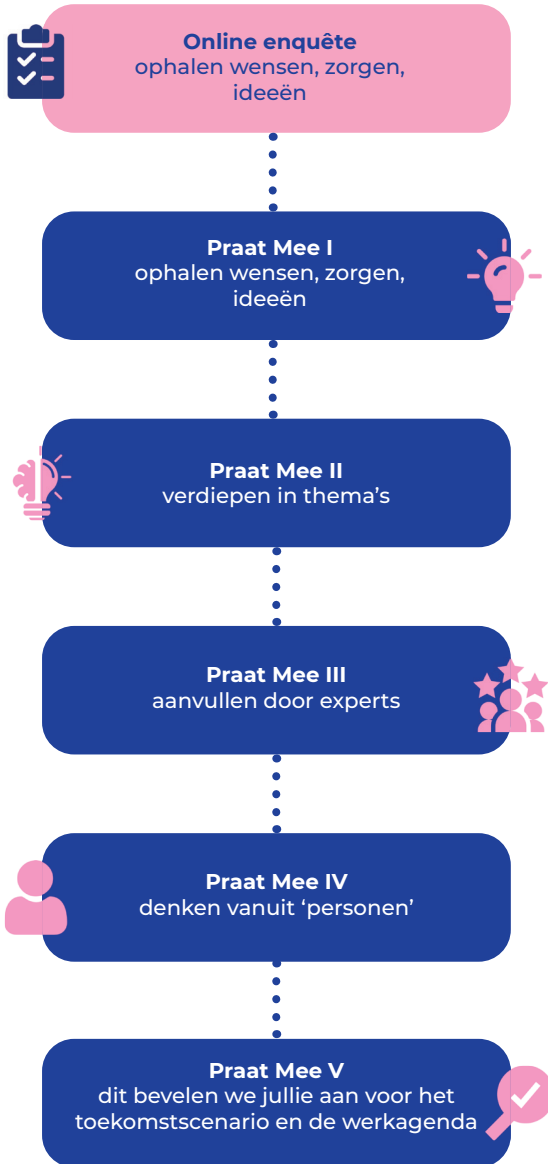 Online enquête
ophalen wensen, zorgen,
ideeën
Praat Mee I
ophalen wensen, zorgen,
ideeën
Praat Mee II
verdiepen in thema’s
Praat Mee III
aanvullen door experts
Praat Mee IV
denken vanuit ‘personen’
Praat Mee V
dit bevelen we jullie aan voor het
toekomstscenario en de werkagenda